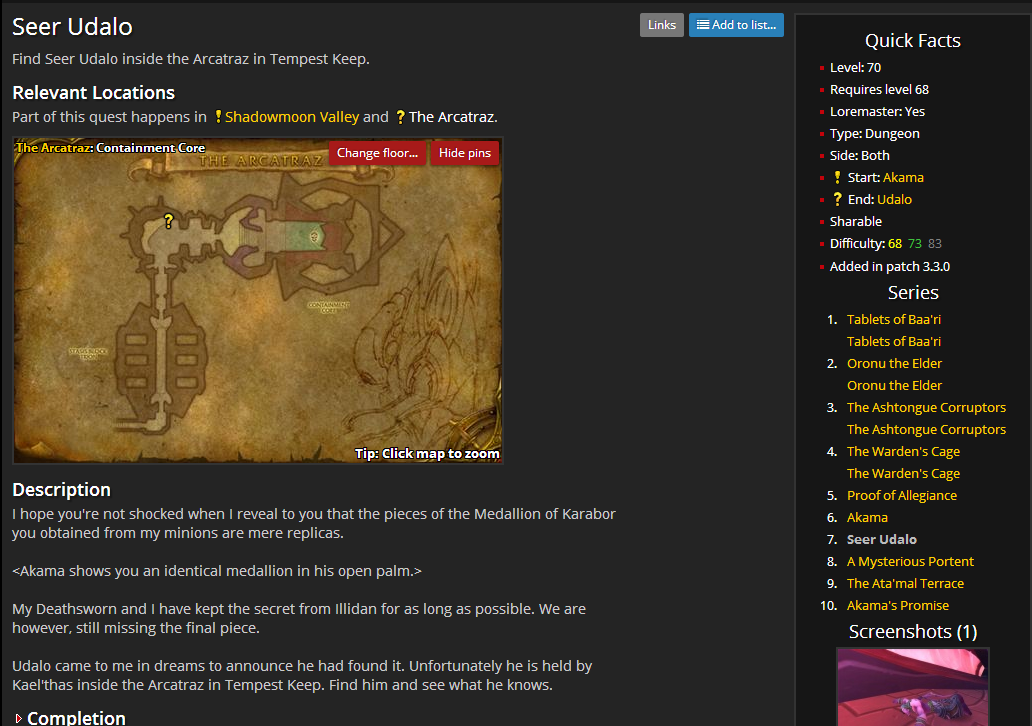 Seer Udalo
Links
Add to list...
Find Seer Udalo inside the Arcatraz in Tempest Keep.
Relevant Locations
Part of this quest happens in Shadowmoon Valley and The Arcatraz.
The Arcatraz: Containment Core
THE ARCATRAZ
Change floor...
Hide pins
CONTAINMENT
CORE
Tip: Click map to zoom
Description
I hope you're not shocked when I reveal to you that the pieces of the Medallion of Karabor
you obtained from my minions are mere replicas.
<Akama shows you an identical medallion in his open palm.>
My Deathsworn and I have kept the secret from Illidan for as long as possible. We are
however, still missing the final piece.
Udalo came to me in dreams to announce he had found it. Unfortunately he is held by
Kael'thas inside the Arcatraz in Tempest Keep. Find him and see what he knows.
Completion
Quick Facts
Level: 70
Requires level 68
Loremaster: Yes
Type: Dungeon
Side: Both
Start: Akama
End: Udalo
Sharable
Difficulty: 68 73 83
Added in patch 3.3.0
Series
1. Tablets of Baa'ri
Tablets of Baa'ri
2. Oronu the Elder
Oronu the Elder
3. The Ashtongue Corruptors
The Ashtongue Corruptors
4. The Warden's Cage
The Warden's Cage
5. Proof of Allegiance
6. Akama
7. Seer Udalo
8. A Mysterious Portent
9. The Ata'mal Terrace
10. Akama's Promise
Screenshots (1)